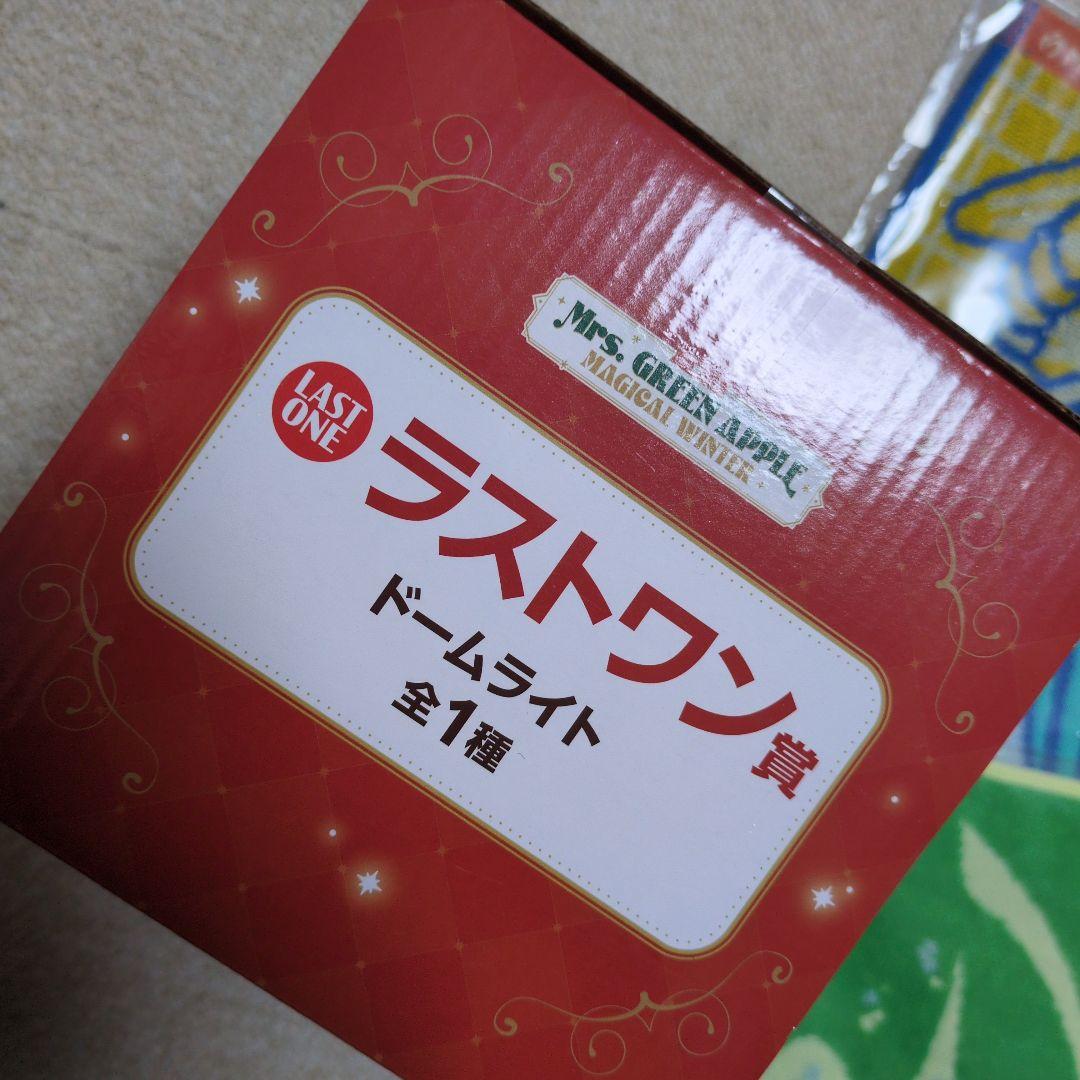 Mrs. GREEN APPLE
MAGICAL WINTER
LAST
ONE
ラストワン賞
ドームライト
全1種